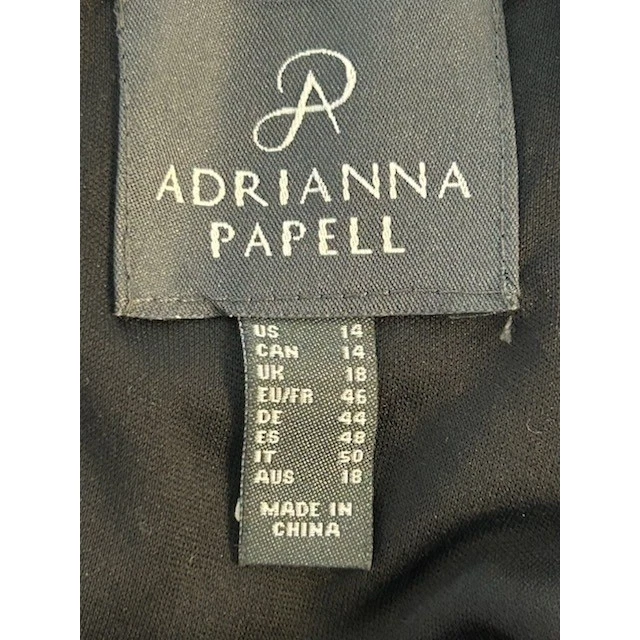 ADRIANNA
PAPELL
US 14
CAN 14
UK 18
EU/FR 46
DE 44
ES 48
IT 50
AUS 18
MADE IN
CHINA